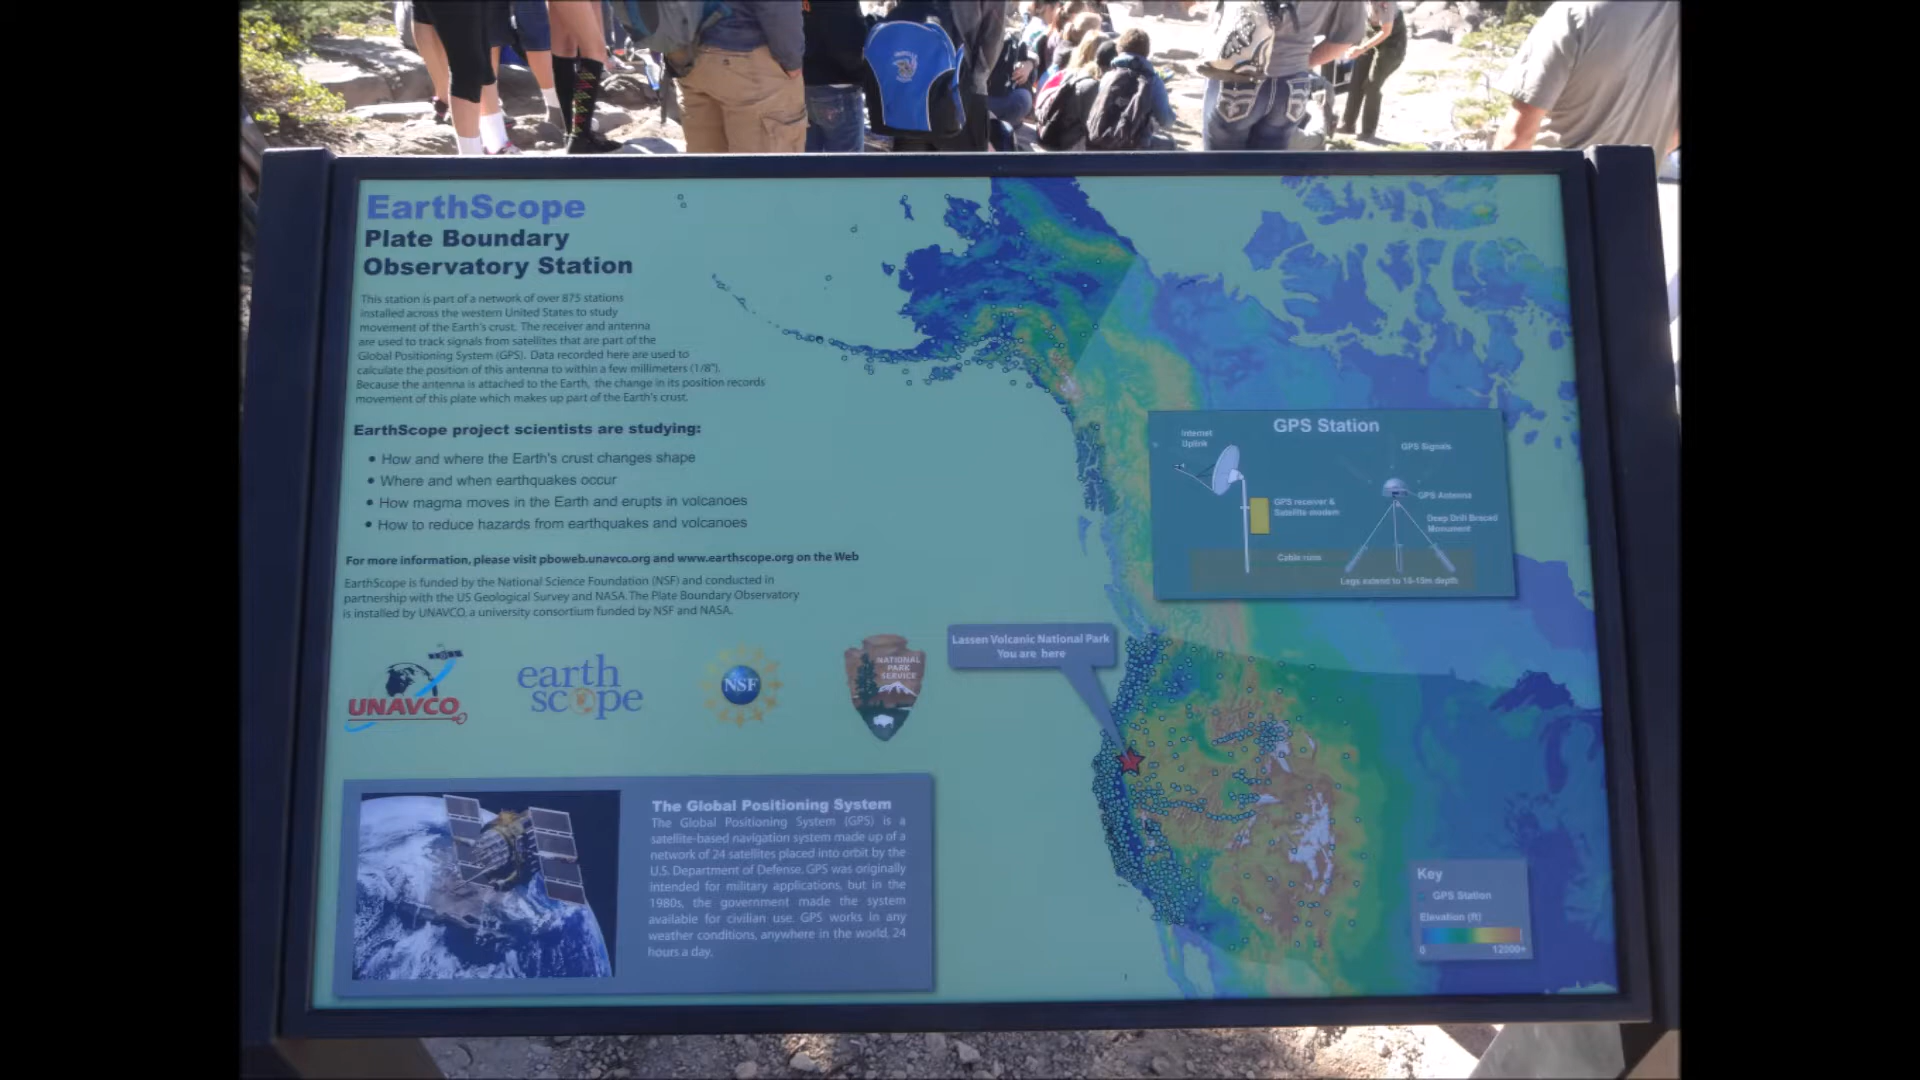 EarthScope
Plate Boundary
Observatory Station
This station is part of a network of over 875 stations
installed across the western United States to study
movement of the Earth's crust. The receiver and antenna
are used to track signals from satellites that are part of the
Global Positioning System (GPS). Data recorded here are used to
calculate the position of this antenna to within a few millimeters (1/8").
Because the antenna is attached to the Earth, the change in its position records
movement of this plate which makes up part of the Earth's crust.
EarthScope project scientists are studying:
• How and where the Earth's crust changes shape
• Where and when earthquakes occur
• How magma moves in the Earth and erupts in volcanoes
• How to reduce hazards from earthquakes and volcanoes
For more information, please visit pboweb.unavco.org and www.earthscope.org on the Web
EarthScope is funded by the National Science Foundation (NSF) and conducted in
partnership with the US Geological Survey and NASA. The Plate Boundary Observatory
is installed by UNAVCO, a university consortium funded by NSF and NASA.
UNAVCO
earth
scope
NSF
NATIONAL
PARK
SERVICE
The Global Positioning System
The Global Positioning System (GPS) is a
satellite-based navigation system made up of a
network of 24 satellites placed into orbit by the
U.S. Department of Defense. GPS was originally
intended for military applications, but in the
1980s, the government made the system
available for civilian use. GPS works in any
weather conditions, anywhere in the world, 24
hours a day.
Lassen Volcanic National Park
You are here
GPS Station
Internet
Uplink
GPS Signals
GPS Antenna
GPS receiver &
Satellite modem
Deep Drill Braced
Monument
Cable runs
Legs extend to 10-15m depth
Key
GPS Station
Elevation (ft)
0 12000+